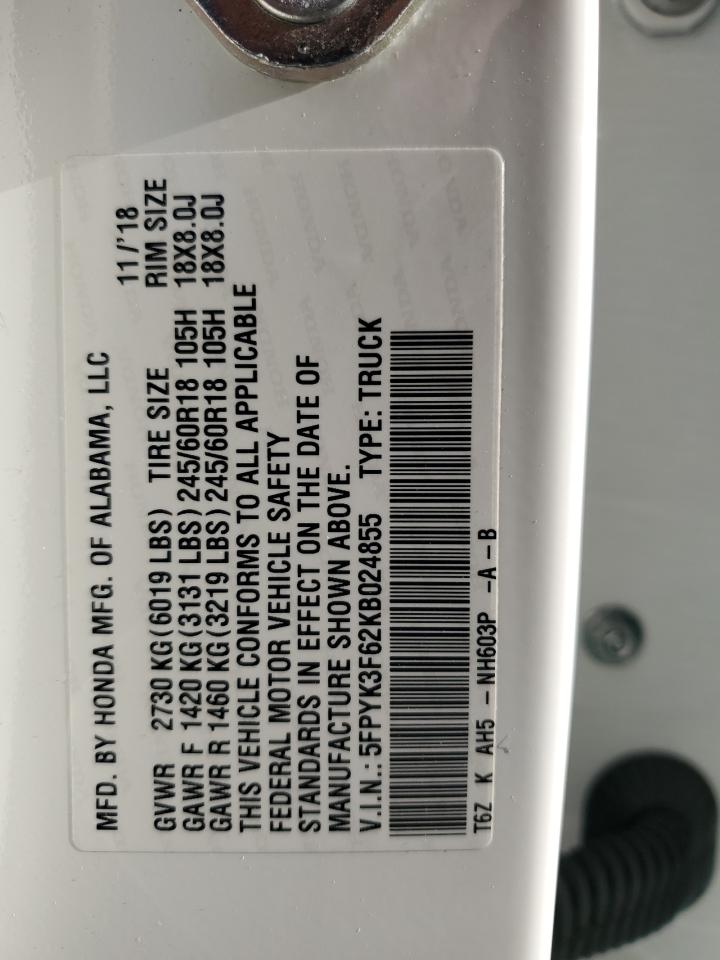 MFD. BY HONDA MFG. OF ALABAMA, LLC 11/'18
GVWR 2730 KG(6019 LBS) TIRE SIZE RIM SIZE
GAWR F 1420 KG(3131 LBS)245/60R18 105H 18X8.0J
GAWR R 1460 KG(3219 LBS)245/60R18 105H 18X8.0J
THIS VEHICLE CONFORMS TO ALL APPLICABLE
FEDERAL MOTOR VEHICLE SAFETY
STANDARDS IN EFFECT ON THE DATE OF
MANUFACTURE SHOWN ABOVE.
V.I.N.: 5FPYK3F62KB024855 TYPE: TRUCK
T6Z K AH5 - NH603P -A-B